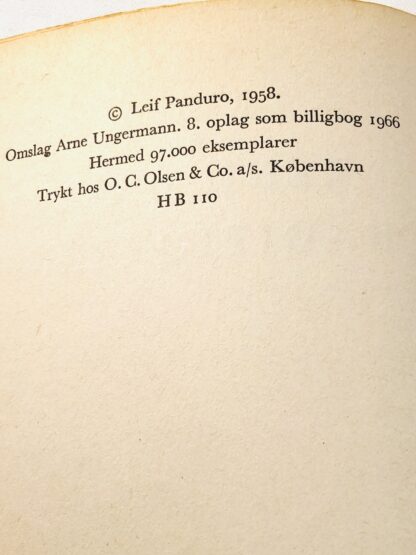 © Leif Panduro, 1958.
Omslag Arne Ungermann. 8. oplag som billigbog 1966
Hermed 97.000 eksemplarer
Trykt hos O. C. Olsen & Co. a/s. København
HB 110